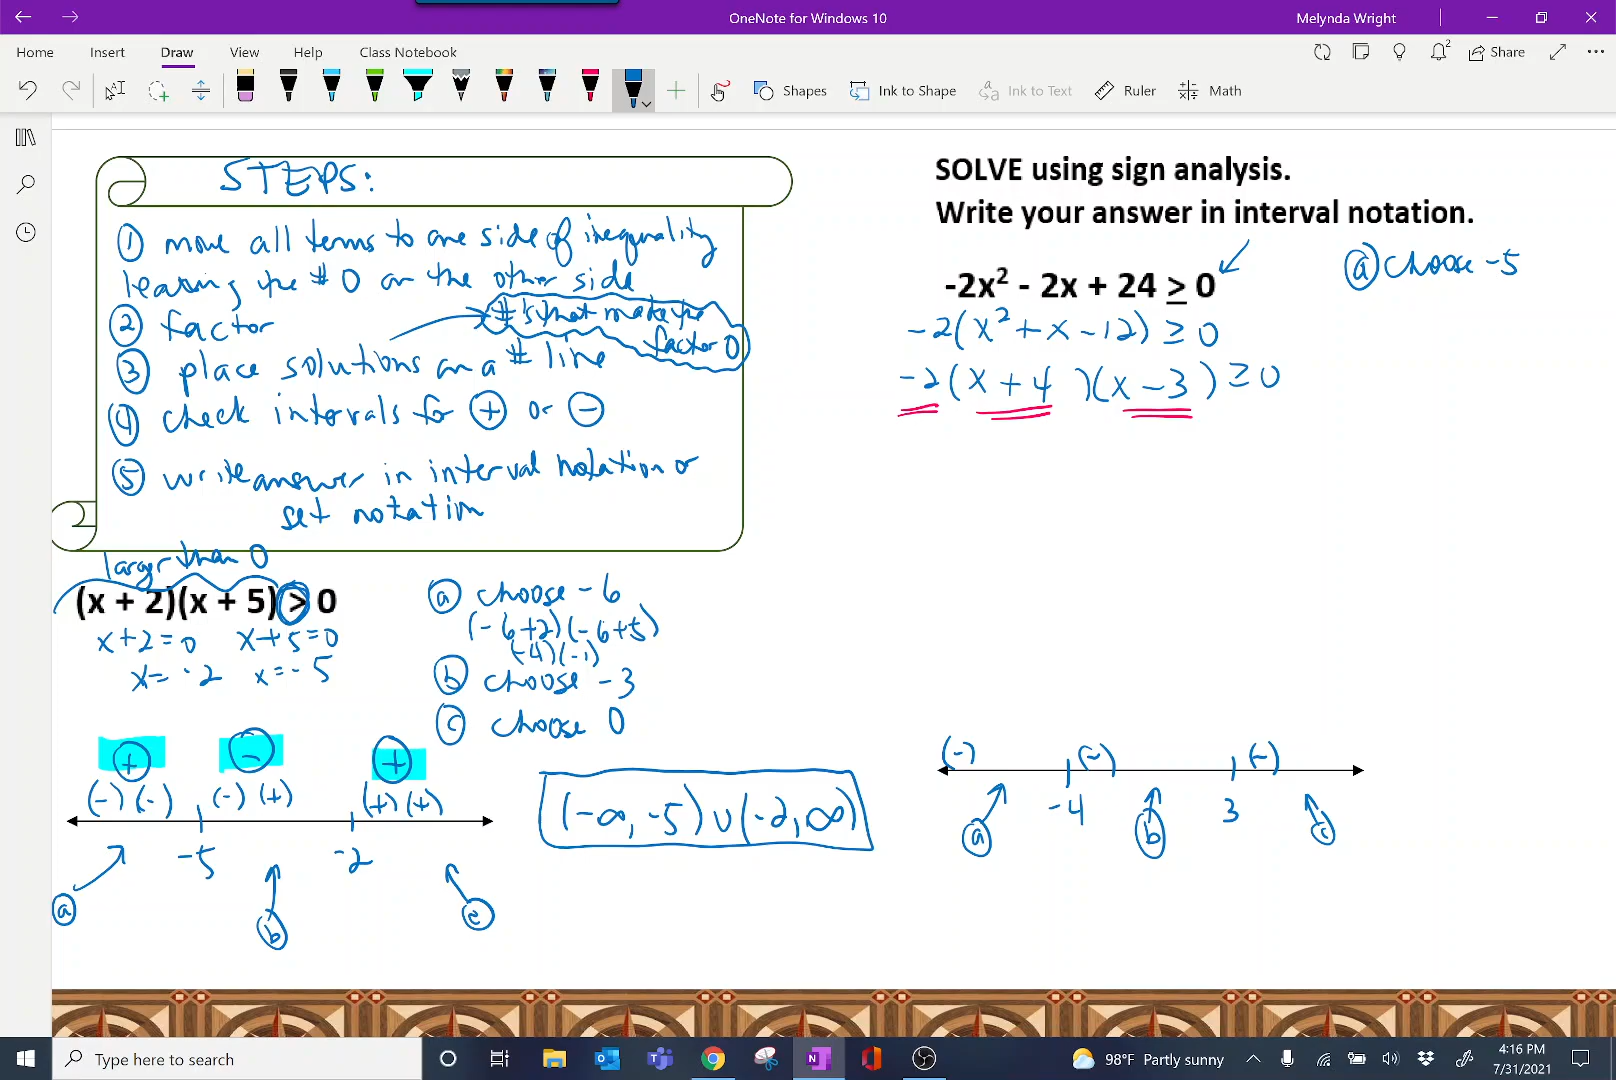 OneNote for Windows 10
Melynda Wright
Home Insert Draw View Help Class Notebook
2 Share
Shapes Ink to Shape Ink to Text Ruler Math
STEPS:
① move all terms to one side of inequality
leaving the # 0 on the other side
② factor
#'s that make the
factor 0
③ place solutions on a # line
④ check intervals for + or -
⑤ write answer in interval notation or
set notation
larger than 0
(x + 2)(x + 5) > 0
x+2=0 x+5=0
x=-2 x=-5
ⓐ choose -6
(-6+2)(-6+5)
(-4)(-1)
ⓑ choose -3
ⓒ choose 0
+ - +
(-)(-) (-)(+) (+)(+)
-5 -2
ⓐ ⓑ ⓒ
(-∞, -5) ∪ (-2, ∞)
SOLVE using sign analysis.
Write your answer in interval notation.
-2x² - 2x + 24 ≥ 0
ⓐ choose -5
-2(x²+x-12) ≥ 0
-2(x+4)(x-3) ≥ 0
(-) (-) (-)
-4 3
ⓐ ⓑ ⓒ
Type here to search
98°F Partly sunny
4:16 PM
7/31/2021